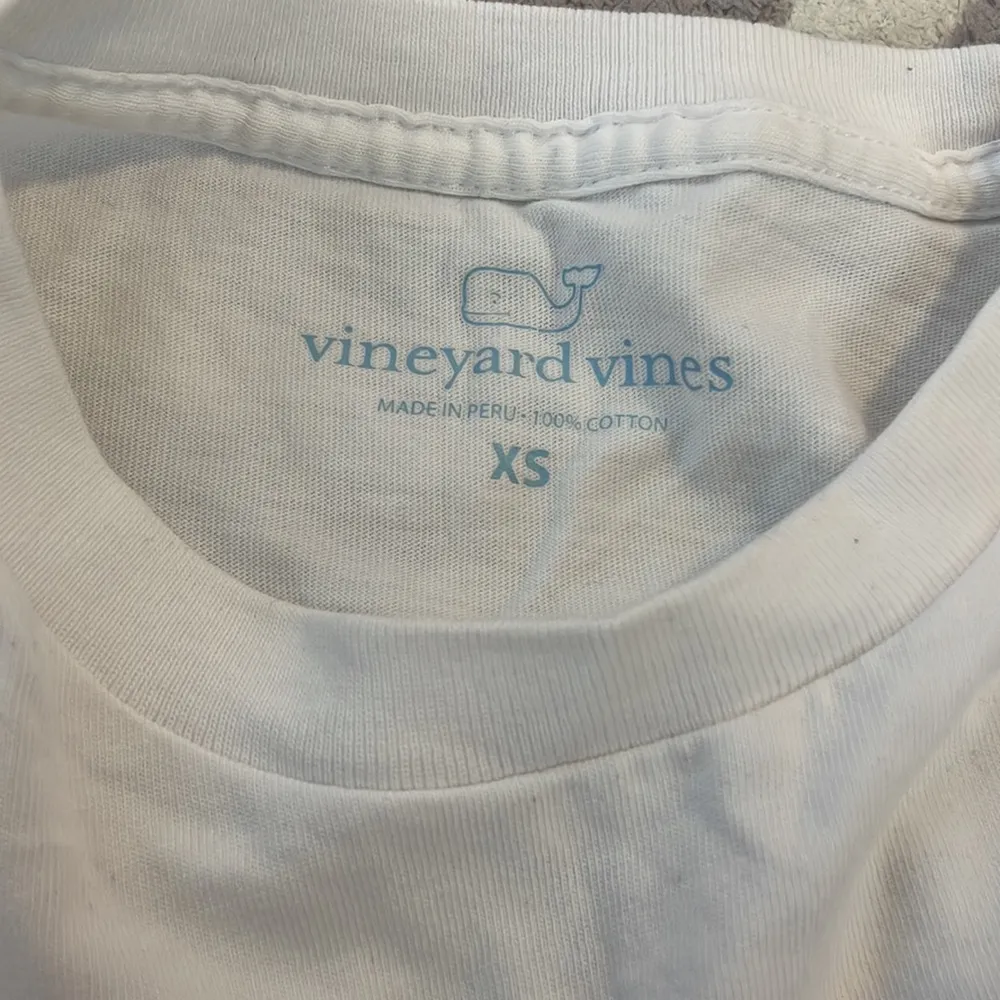 vineyard vines
MADE IN PERU • 100% COTTON
XS